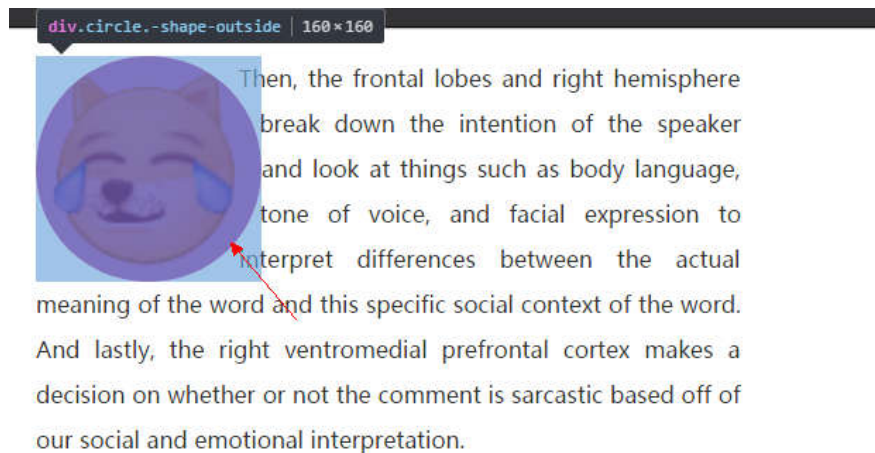 div.circle.-shape-outside | 160×160
Then, the frontal lobes and right hemisphere
break down the intention of the speaker
and look at things such as body language,
tone of voice, and facial expression to
interpret differences between the actual
meaning of the word and this specific social context of the word.
And lastly, the right ventromedial prefrontal cortex makes a
decision on whether or not the comment is sarcastic based off of
our social and emotional interpretation.